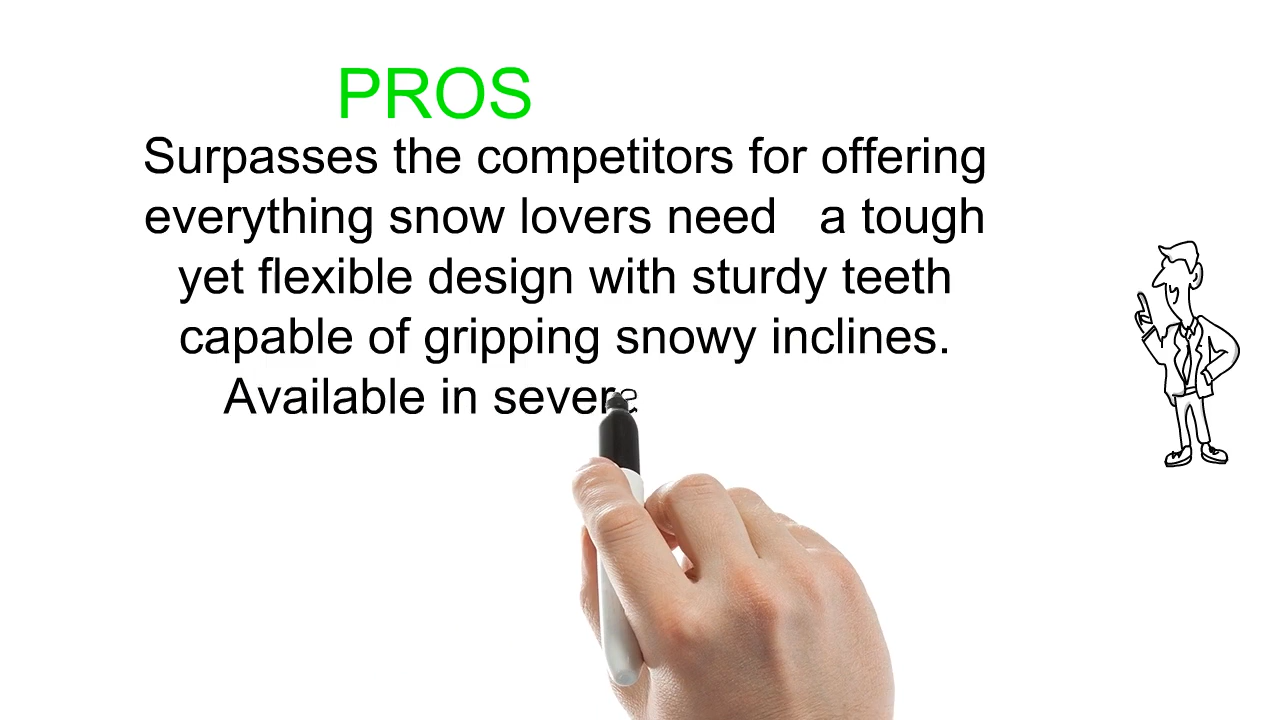 PROS
Surpasses the competitors for offering
everything snow lovers need   a tough
yet flexible design with sturdy teeth
capable of gripping snowy inclines.
Available in severa